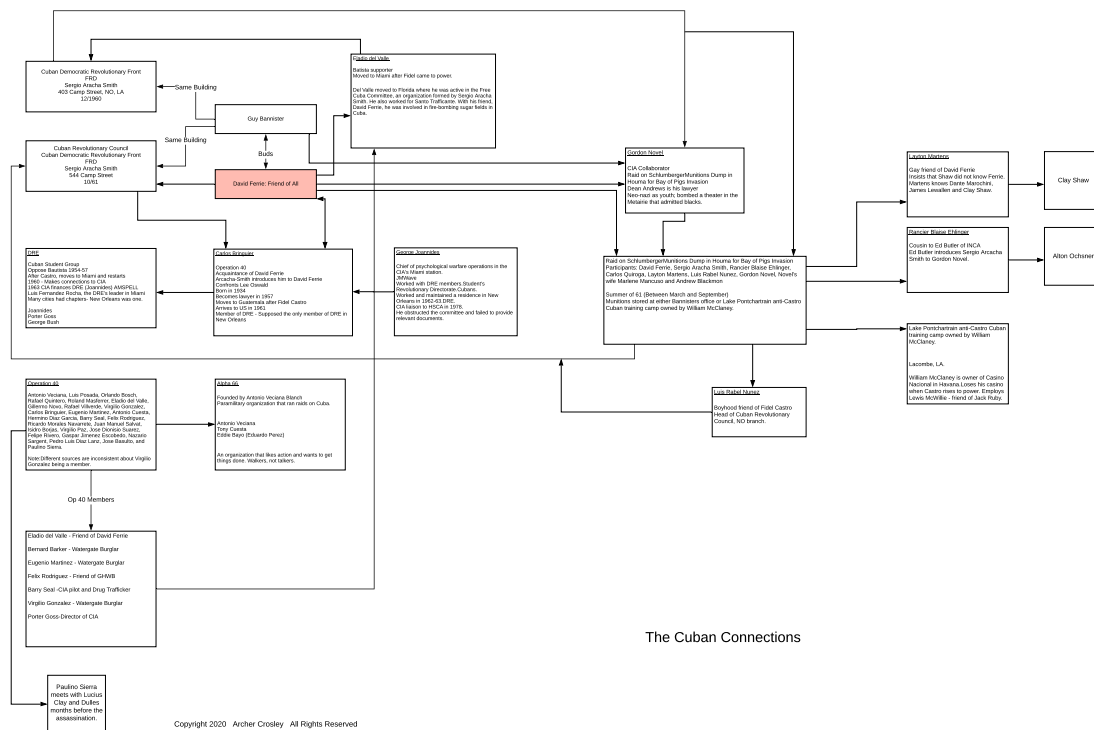 Cuban Democratic Revolutionary Front
FRD
Sergio Aracha Smith
403 Camp Street, NO, LA
12/1960
Same Building
Guy Bannister
Eladio del Valle
Batista supporter
Moved to Miami after Fidel came to power.
Del Valle moved to Florida where he was active in the Free
Cuba Committee, an organization formed by Sergio Aracha
Smith. He also worked for Santo Trafficante. With his friend,
David Ferrie, he was involved in fire-bombing sugar fields in
Cuba.
Same Building
Buds
Cuban Revolutionary Council
Cuban Democratic Revolutionary Front
FRD
Sergio Aracha Smith
544 Camp Street
10/61
David Ferrie: Friend of All
Gordon Novel
CIA Collaborator
Raid on SchlumbergerMunitions Dump in
Houma for Bay of Pigs Invasion
Dean Andrews is his lawyer
Neo-nazi as youth; bombed a theater in the
Metairie that admitted blacks.
Layton Martens
Gay friend of David Ferrie
Insists that Shaw did not know Ferrie.
Martens knows Dante Marochini,
James Lewallen and Clay Shaw.
Clay Shaw
Rancier Blaise Ehlinger
Cousin to Ed Butler of INCA
Ed Butler introduces Sergio Arcacha
Smith to Gordon Novel.
Alton Ochsner
DRE
Cuban Student Group
Oppose Bautista 1954-57
After Castro, moves to Miami and restarts
1960 - Makes connections to CIA
1963 CIA finances DRE (Joannides) AMSPELL
Luis Fernandez Rocha, the DRE's leader in Miami
Many cities had chapters- New Orleans was one.
Joannides
Porter Goss
George Bush
Carlos Bringuier
Operation 40
Acquaintance of David Ferrie
Arcacha-Smith introduces him to David Ferrie
Confronts Lee Oswald
Born in 1934
Becomes lawyer in 1957
Moves to Guatemala after Fidel Castro
Arrives to US in 1961
Member of DRE - Supposed the only member of DRE in
New Orleans
George Joannides
Chief of psychological warfare operations in the
CIA's Miami station.
JMWave
Worked with DRE members.Student's
Revolutionary Directorate Cubans.
Worked and maintained a residence in New
Orleans in 1962-63.DRE.
CIA liaison to HSCA in 1978.
He obstructed the committee and failed to provide
relevant documents.
Raid on SchlumbergerMunitions Dump in Houma for Bay of Pigs Invasion
Participants: David Ferrie, Sergio Aracha Smith, Rancier Blaise Ehlinger,
Carlos Quiroga, Layton Martens, Luis Rabel Nunez, Gordon Novel, Novel's
wife Marlene Mancuso and Andrew Blackmon
Summer of 61 (Between March and September)
Munitions stored at either Bannisters office or Lake Pontchartrain anti-Castro
Cuban training camp owned by William McClaney.
Lake Pontchartrain anti-Castro Cuban
training camp owned by William
McClaney.
Lacombe, LA.
William McClaney is owner of Casino
Nacional in Havana.Loses his casino
when Castro rises to power. Employs
Lewis McWillie - friend of Jack Ruby.
Luis Rabel Nunez
Boyhood friend of Fidel Castro
Head of Cuban Revolutionary
Council, NO branch.
Operation 40
Antonio Veciana, Luis Posada, Orlando Bosch,
Rafael Quintero, Roland Masferrer, Eladio del Valle,
Guillermo Novo, Rafael Villverde, Virgilio Gonzalez,
Carlos Bringuier, Eugenio Martinez, Antonio Cuesta,
Hermino Diaz Garcia, Barry Seal, Felix Rodriguez,
Ricardo Morales Navarrete, Juan Manuel Salvat,
Isidro Borjas, Virgilio Paz, Jose Dionisio Suarez,
Felipe Rivero, Gaspar Jimenez Escobedo, Nazario
Sargent, Pedro Luis Diaz Lanz, Jose Basulto, and
Paulino Sierra.
Note:Different sources are inconsistent about Virgilio
Gonzalez being a member.
Alpha 66
Founded by Antonio Veciana Blanch
Paramilitary organization that ran raids on Cuba.
Antonio Veciana
Tony Cuesta
Eddie Bayo (Eduardo Perez)
An organization that likes action and wants to get
things done. Walkers, not talkers.
Op 40 Members
Eladio del Valle - Friend of David Ferrie
Bernard Barker - Watergate Burglar
Eugenio Martinez - Watergate Burglar
Felix Rodriguez - Friend of GHWB
Barry Seal -CIA pilot and Drug Trafficker
Virgilio Gonzalez - Watergate Burglar
Porter Goss-Director of CIA
The Cuban Connections
Paulino Sierra
meets with Lucius
Clay and Dulles
months before the
assassination.
Copyright 2020 Archer Crosley All Rights Reserved